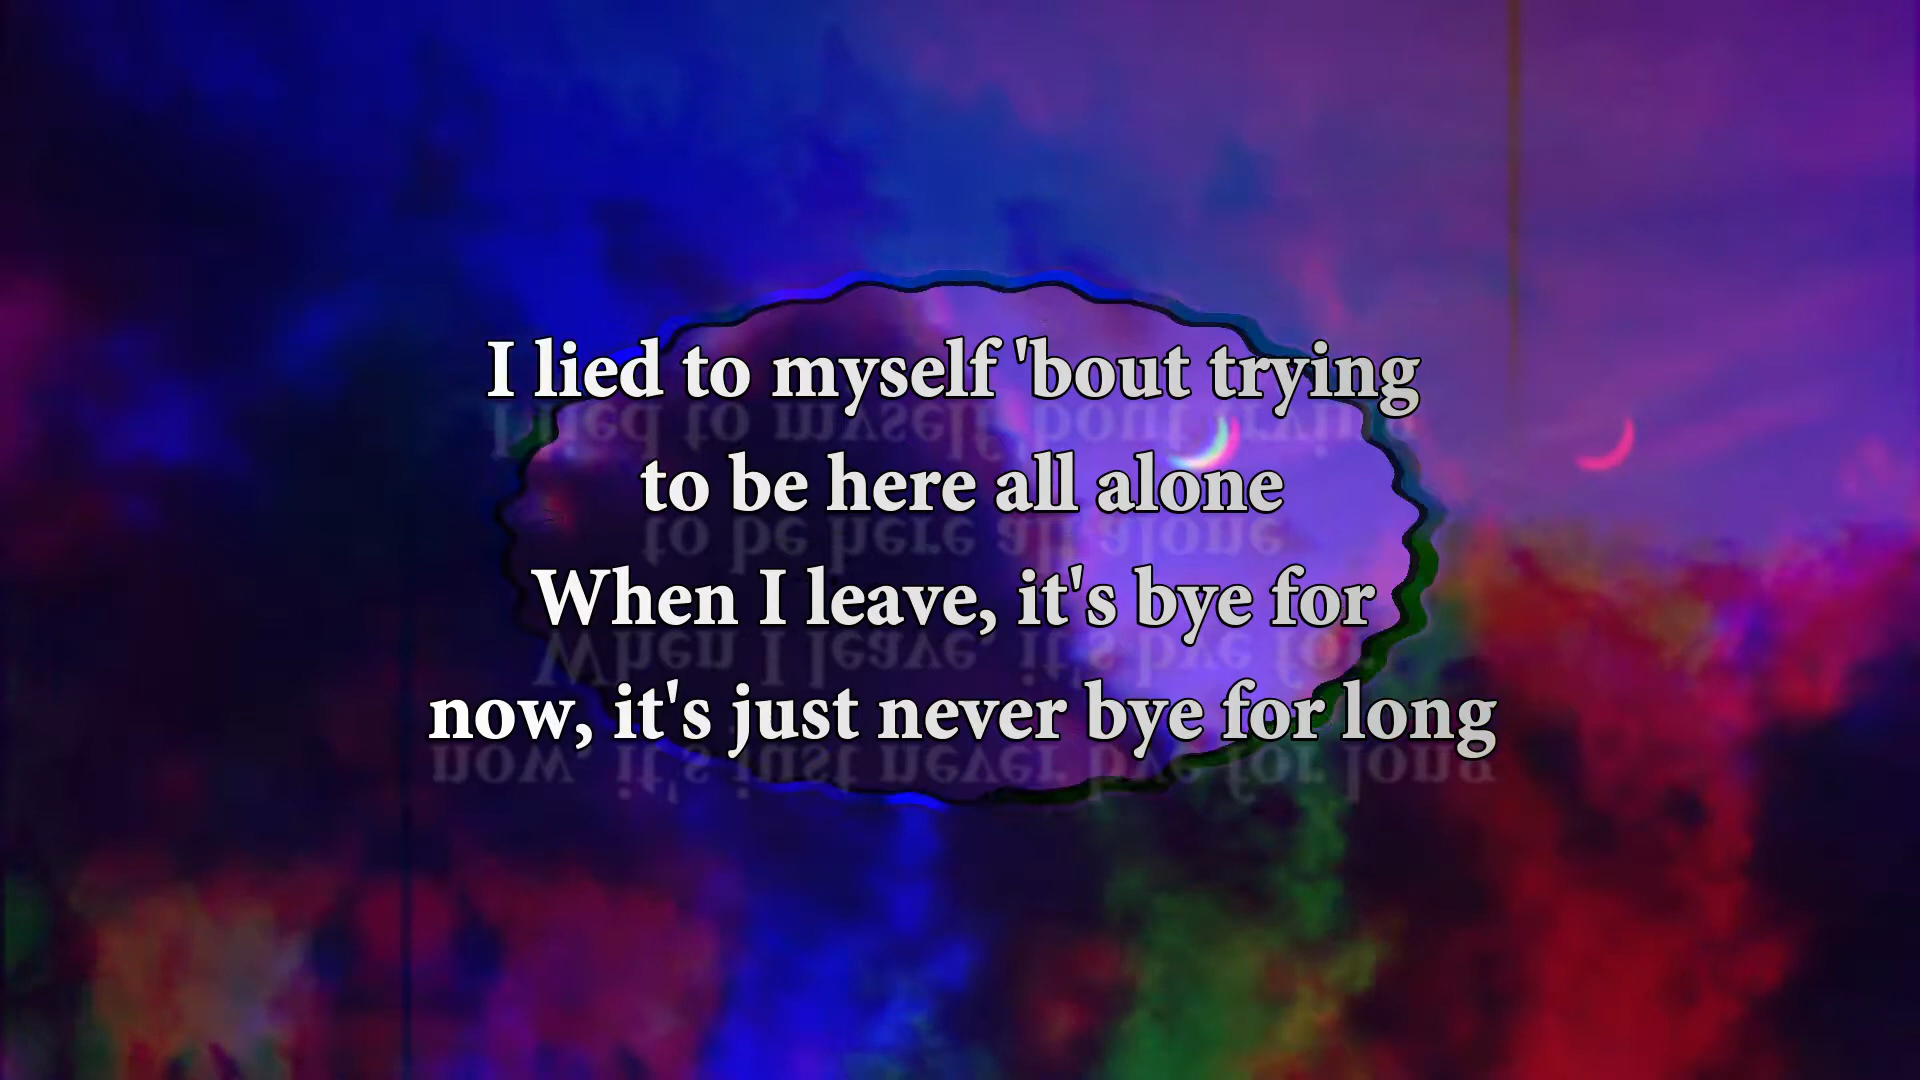 I lied to myself 'bout trying
to be here all alone
When I leave, it's bye for
now, it's just never bye for long